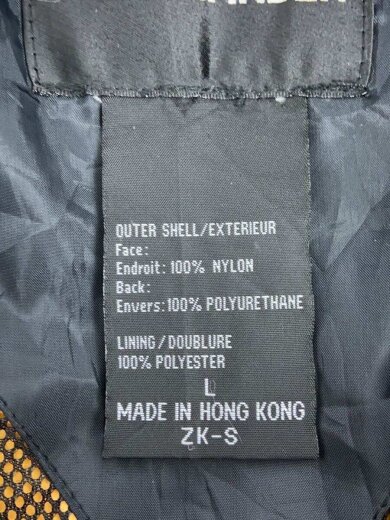 OUTER SHELL/EXTERIEUR
Face:
Endroit: 100% NYLON
Back:
Envers: 100% POLYURETHANE
LINING/DOUBLURE
100% POLYESTER
L
MADE IN HONG KONG
ZK-S